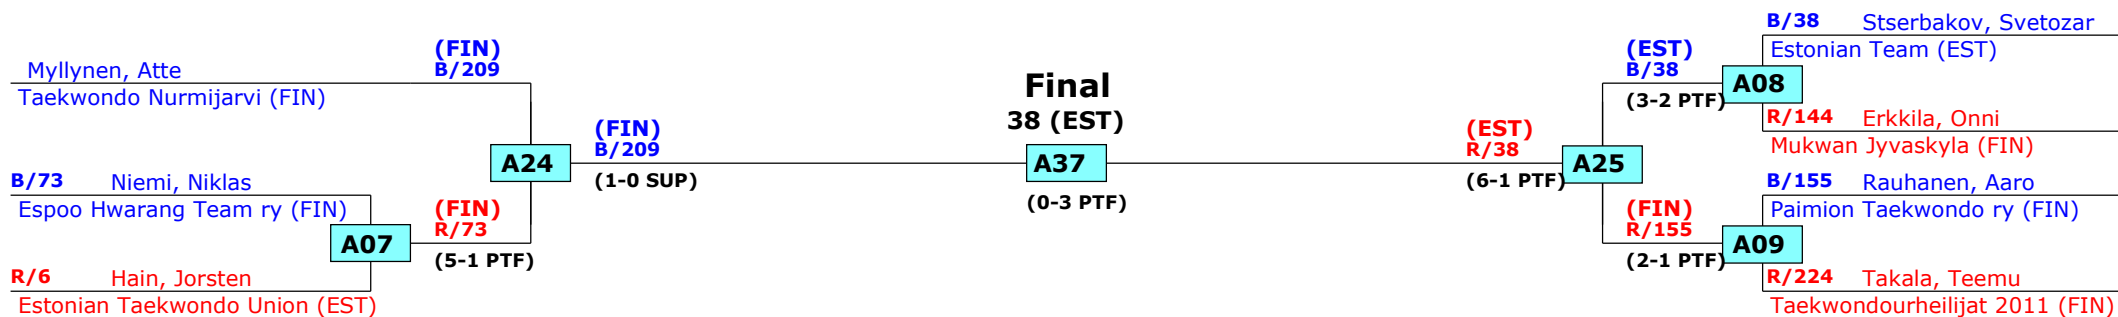 Myllynen, Atte
Taekwondo Nurmijarvi (FIN)
(FIN)
B/209
B/73 Niemi, Niklas
Espoo Hwarang Team ry (FIN)
A07
R/6 Hain, Jorsten
Estonian Taekwondo Union (EST)
(FIN)
R/73
(5-1 PTF)
A24
(FIN)
B/209
(1-0 SUP)
Final
38 (EST)
A37
(0-3 PTF)
(EST)
R/38
(6-1 PTF)
A25
(EST)
B/38
(3-2 PTF)
A08
B/38 Stserbakov, Svetozar
Estonian Team (EST)
R/144 Erkkila, Onni
Mukwan Jyvaskyla (FIN)
(FIN)
R/155
(2-1 PTF)
A09
B/155 Rauhanen, Aaro
Paimion Taekwondo ry (FIN)
R/224 Takala, Teemu
Taekwondourheilijat 2011 (FIN)